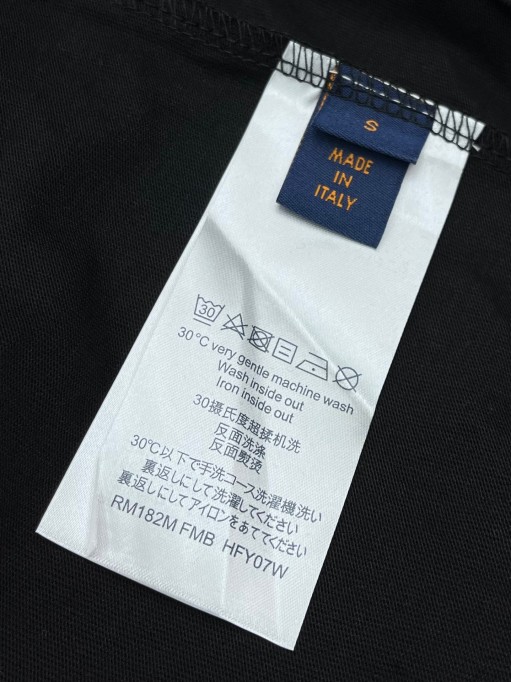 S
MADE
IN
ITALY
30
30°C very gentle machine wash
Wash inside out
Iron inside out
30摄氏度超揉机洗
反面洗涤
反面熨烫
30℃以下で手洗コース洗濯機洗い
裏返しにして洗濯してください
裏返しにしてアイロンをあててください
RM182M FMB HFY07W